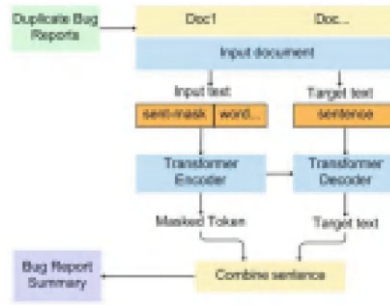 Duplicate Bug
Reports
Doc1
Doc...
Input document
Input text
Target text
sent-mask
word...
sentence
Transformer
Encoder
Transformer
Decoder
Masked Token
Target text
Bug Report
Summary
Combine sentence